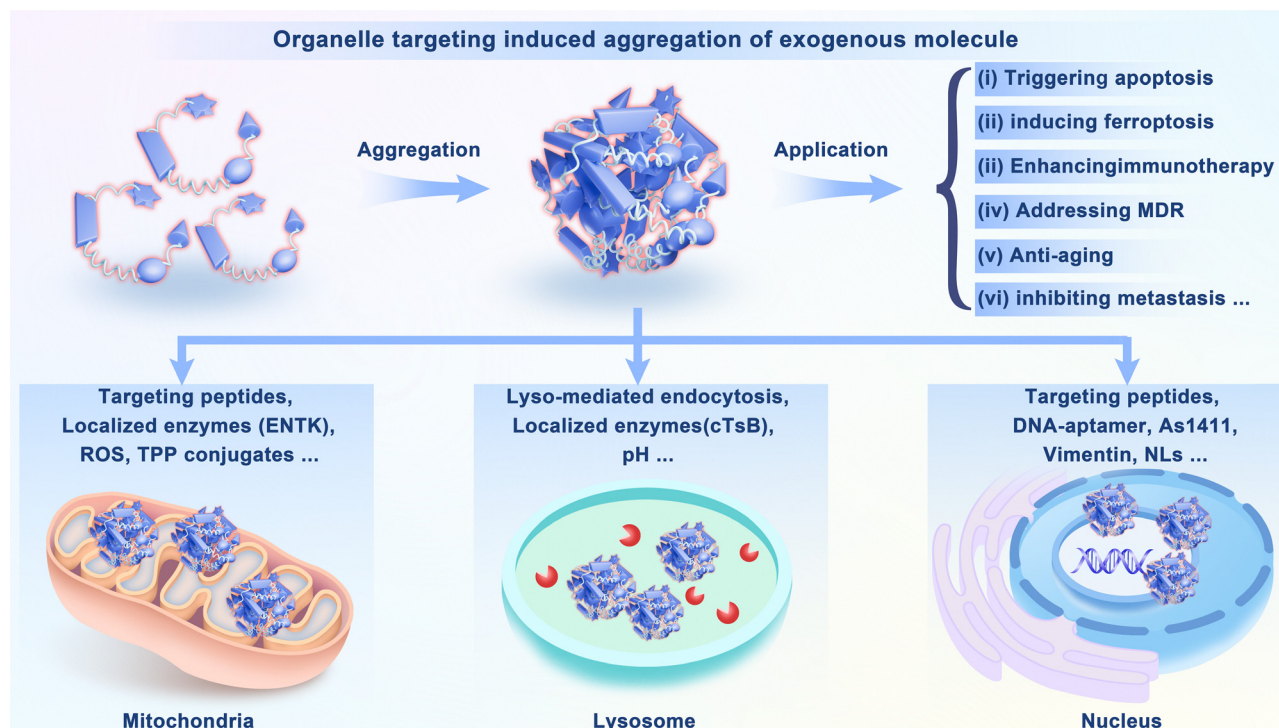 Organelle targeting induced aggregation of exogenous molecule
Aggregation
Application
(i) Triggering apoptosis
(ii) inducing ferroptosis
(ii) Enhancingimmunotherapy
(iv) Addressing MDR
(v) Anti-aging
(vi) inhibiting metastasis ...
Targeting peptides,
Localized enzymes (ENTK),
ROS, TPP conjugates ...
Mitochondria
Lyso-mediated endocytosis,
Localized enzymes(cTsB),
pH ...
Lysosome
Targeting peptides,
DNA-aptamer, As1411,
Vimentin, NLs ...
Nucleus